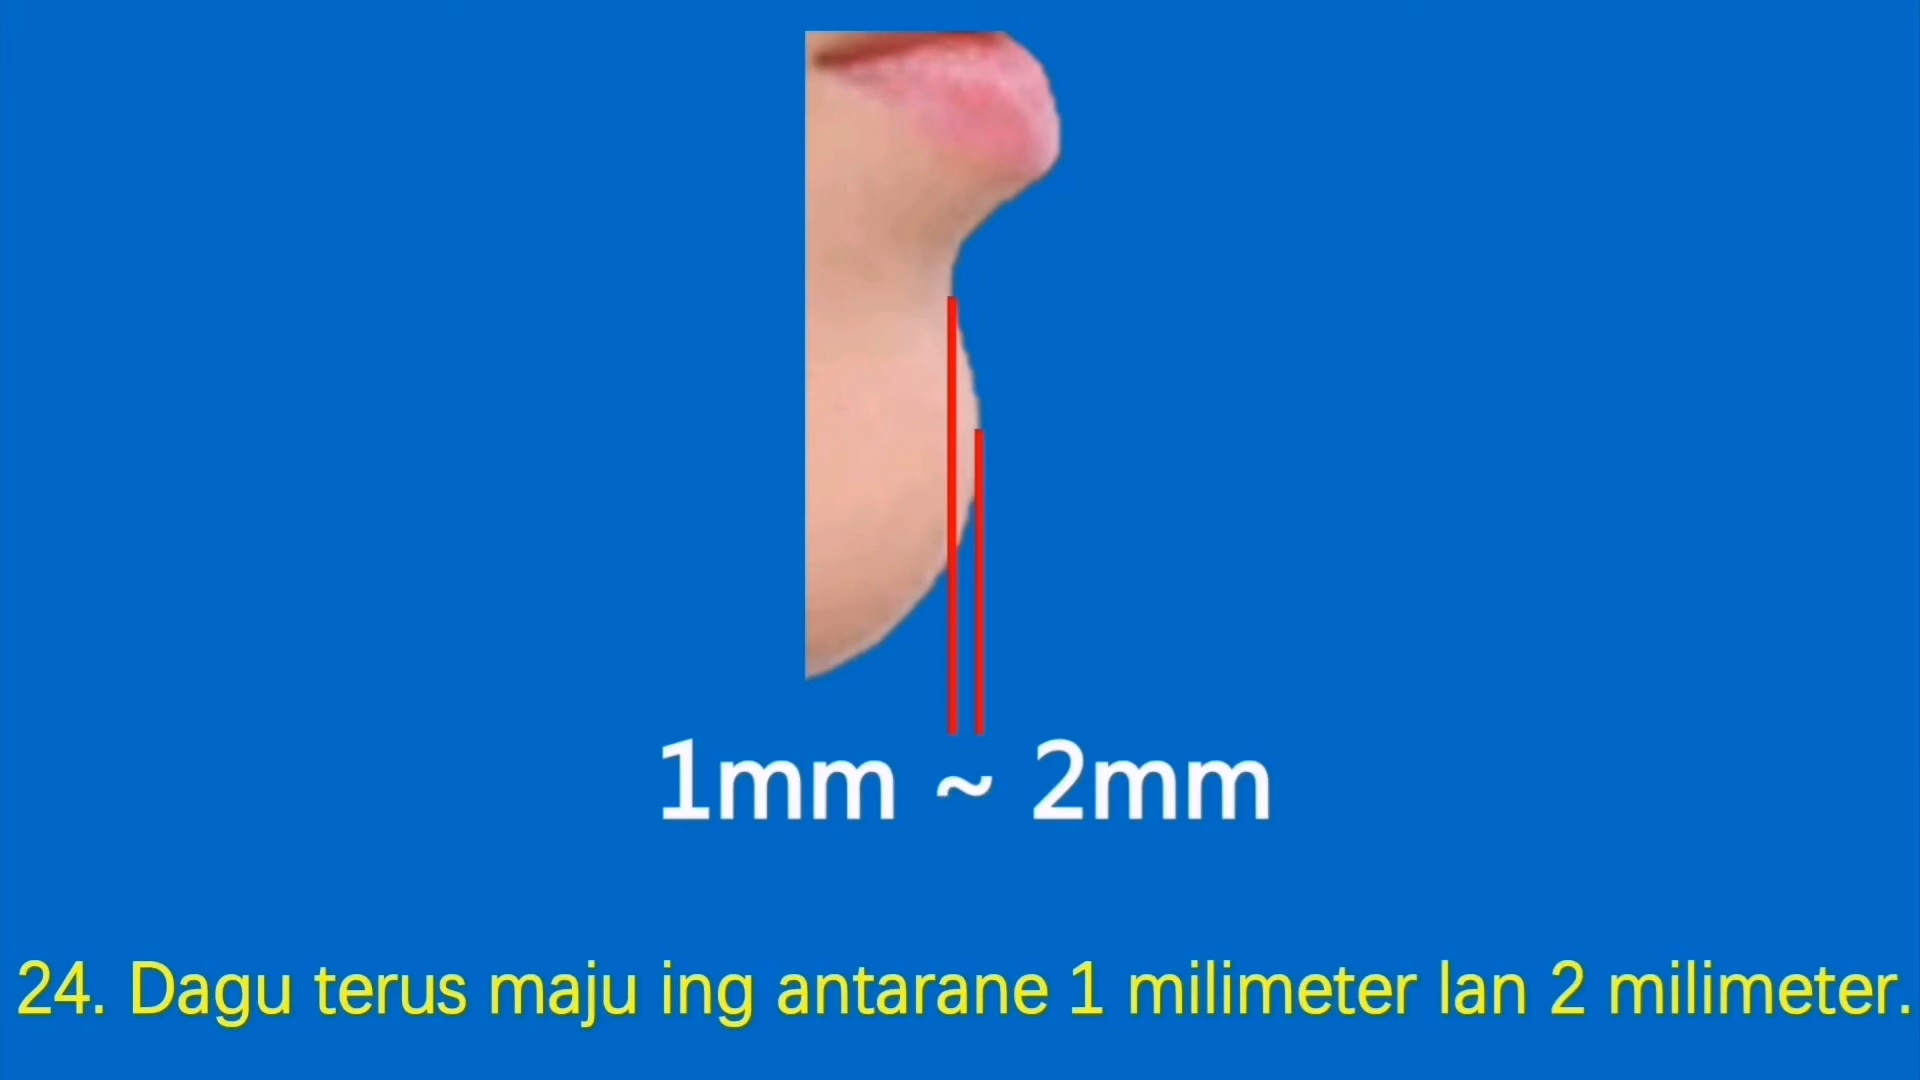 1mm ~ 2mm
24. Dagu terus maju ing antarane 1 milimeter lan 2 milimeter.